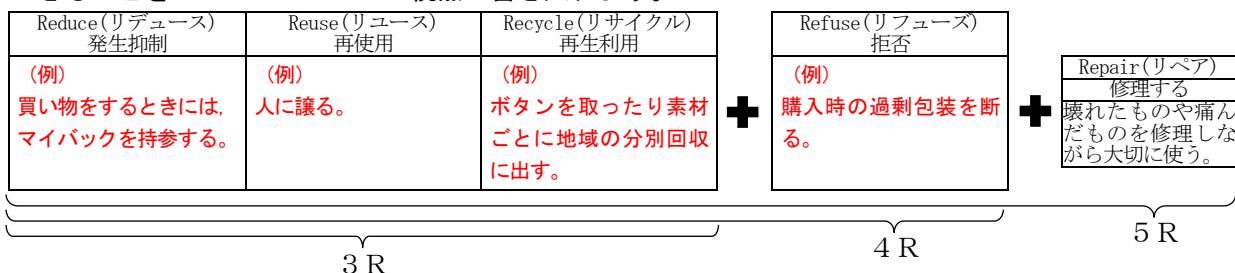 Reduce(リデュース)
発生抑制
(例)
買い物をするときには,
マイバックを持参する。
Reuse(リユース)
再使用
(例)
人に譲る。
Recycle(リサイクル)
再生利用
(例)
ボタンを取ったり素材
ごとに地域の分別回収
に出す。
Refuse(リフューズ)
拒否
(例)
購入時の過剰包装を断
る。
Repair(リペア)
修理する
壊れたものや痛ん
だものを修理しな
がら大切に使う。
3R
4R
5R